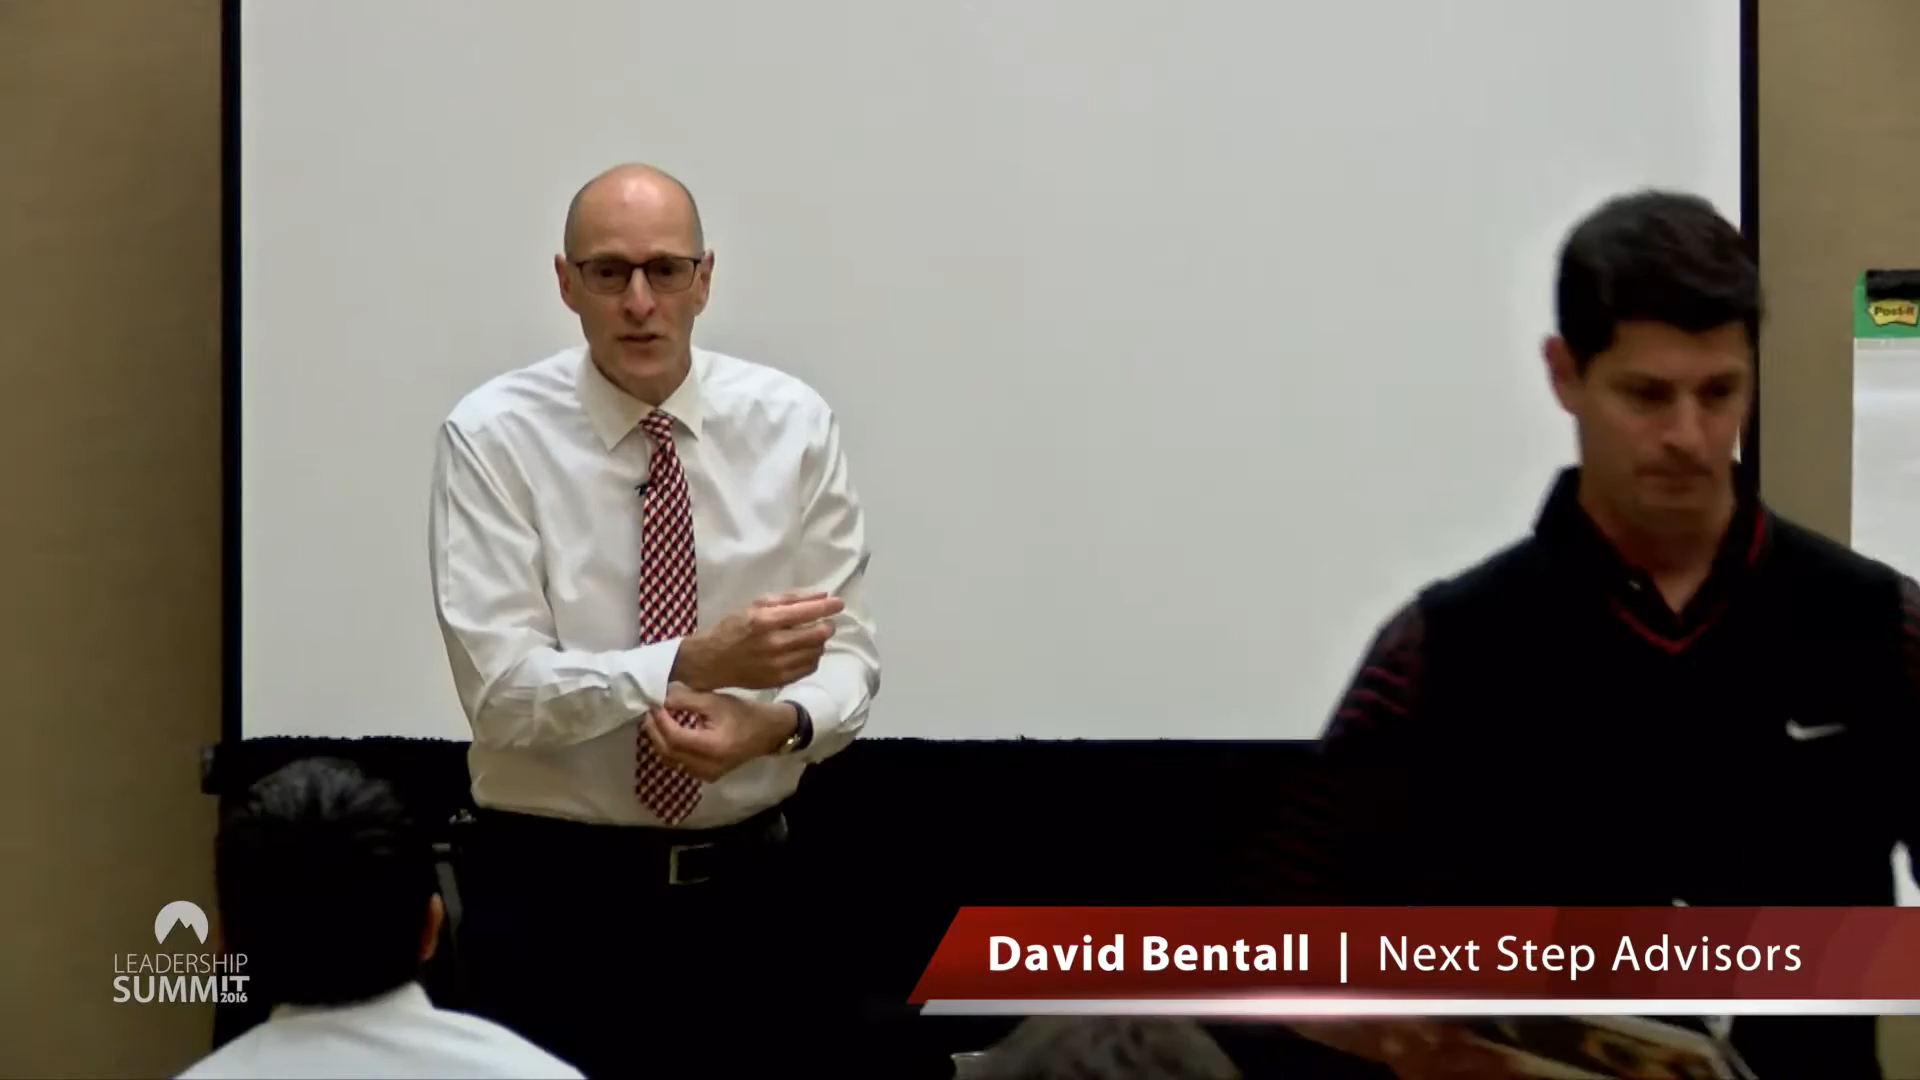 Post-it
LEADERSHIP
SUMMIT
2016
David Bentall | Next Step Advisors